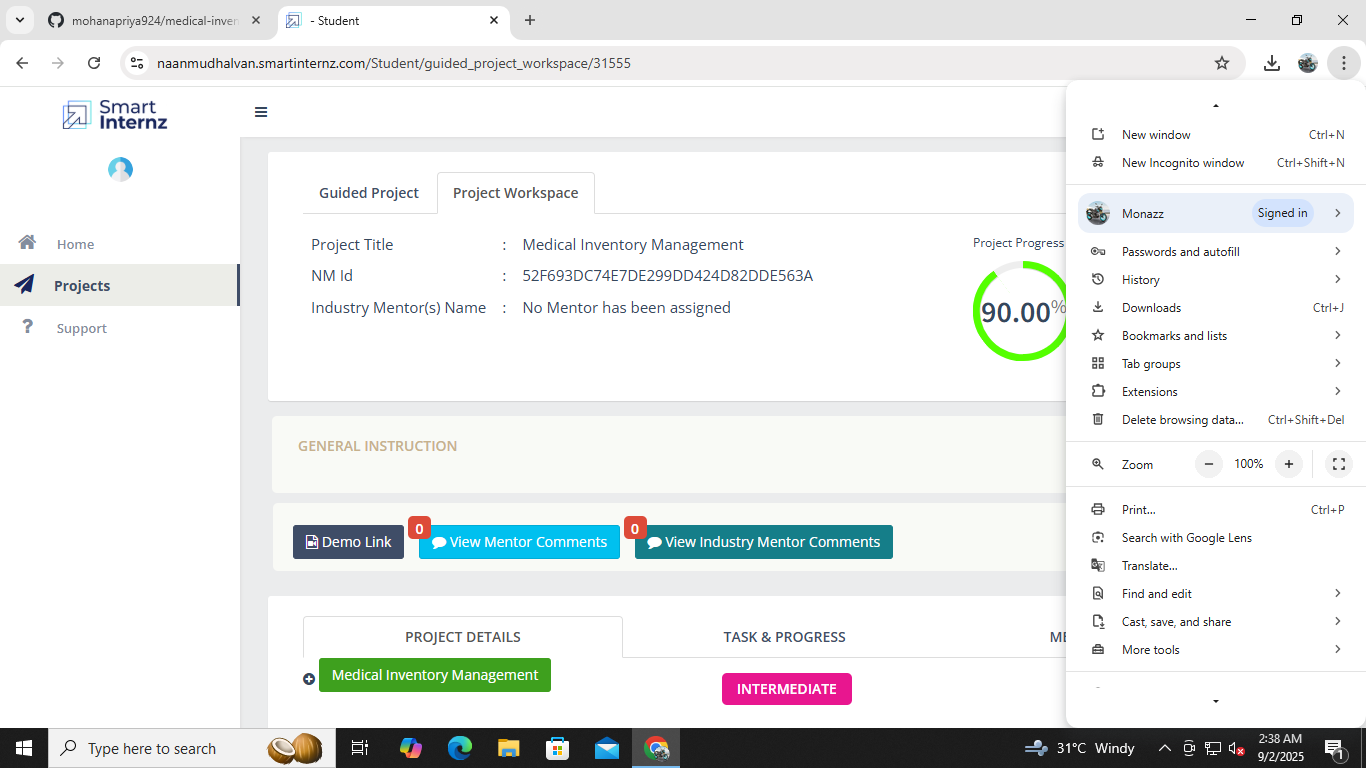 mohanapriya924/medical-inven
- Student
naanmudhalvan.smartinternz.com/Student/guided_project_workspace/31555
Smart
Internz
Home
Projects
Support
Guided Project
Project Workspace
Project Title : Medical Inventory Management
NM Id : 52F693DC74E7DE299DD424D82DDE563A
Industry Mentor(s) Name : No Mentor has been assigned
Project Progress
90.00%
GENERAL INSTRUCTION
Demo Link
0
View Mentor Comments
0
View Industry Mentor Comments
PROJECT DETAILS
TASK & PROGRESS
ME
Medical Inventory Management
INTERMEDIATE
New window Ctrl+N
New Incognito window Ctrl+Shift+N
Monazz Signed in
Passwords and autofill
History
Downloads Ctrl+J
Bookmarks and lists
Tab groups
Extensions
Delete browsing data... Ctrl+Shift+Del
Zoom − 100% +
Print... Ctrl+P
Search with Google Lens
Translate...
Find and edit
Cast, save, and share
More tools
Type here to search
31°C Windy
2:38 AM
9/2/2025
1